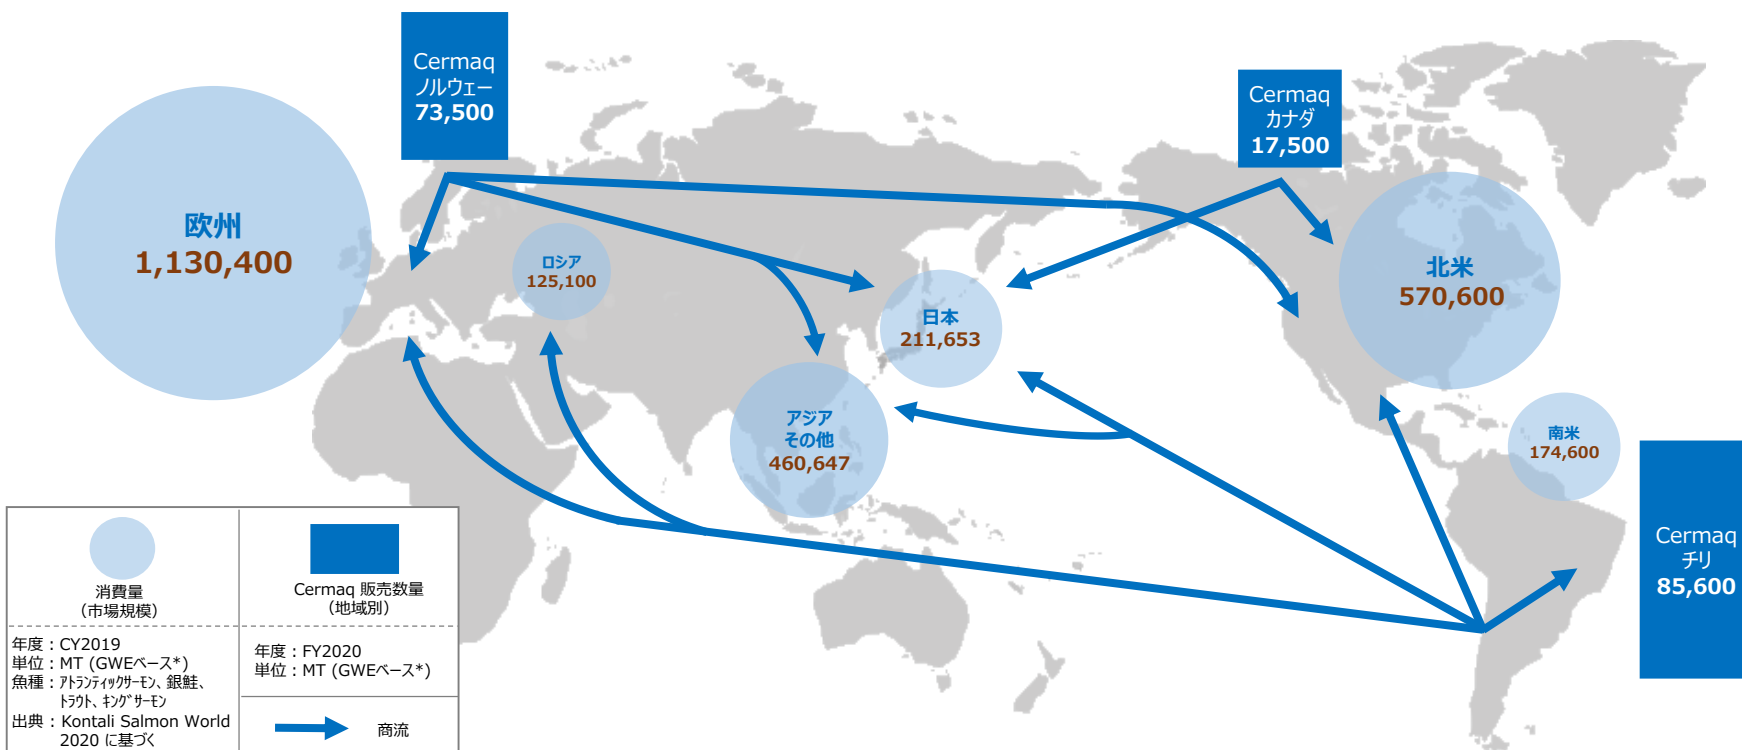 Cermaq
ノルウェー
73,500
Cermaq
カナダ
17,500
欧州
1,130,400
ロシア
125,100
日本
211,653
北米
570,600
アジア
その他
460,647
南米
174,600
Cermaq
チリ
85,600
消費量
（市場規模）
Cermaq 販売数量
（地域別）
年度：CY2019
単位：MT (GWEベース*)
魚種：ｱﾄﾗﾝﾃｨｯｸｻｰﾓﾝ、銀鮭、
ﾄﾗｳﾄ、ｷﾝｸﾞｻｰﾓﾝ
出典：Kontali Salmon World
2020 に基づく
年度：FY2020
単位：MT (GWEベース*)
商流